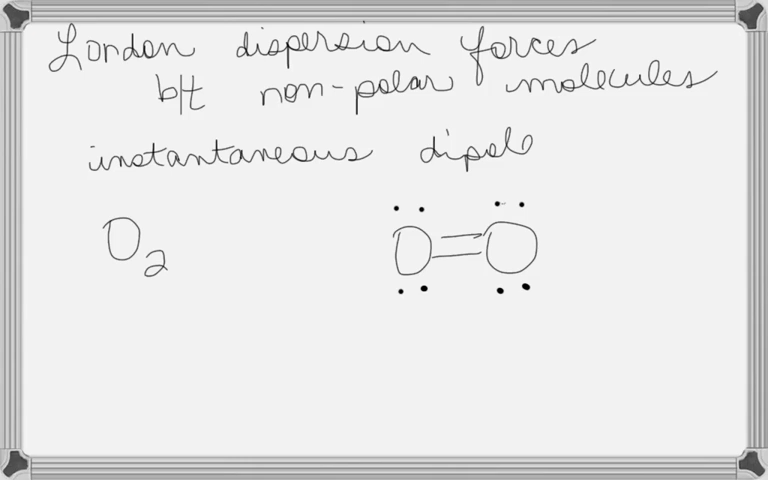 London dispersion forces
b/t non-polar molecules
instantaneous dipole
O2 O=O